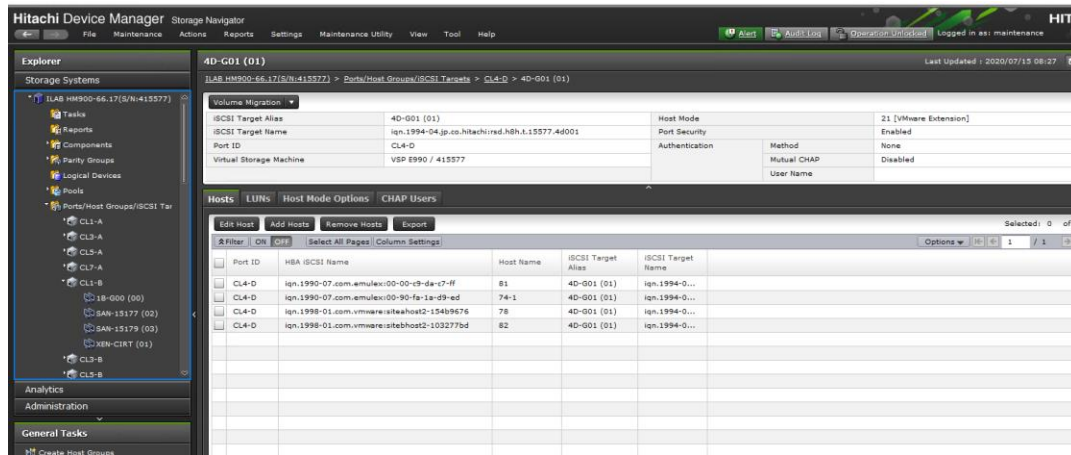 Hitachi Device Manager Storage Navigator
HIT
File Maintenance Actions Reports Settings Maintenance Utility View Tool Help
Alert Audit Log Operation Unlocked Logged in as: maintenance
Explorer
Storage Systems
ILAB HM900-66.17(S/N:415577)
Tasks
Reports
Components
Parity Groups
Logical Devices
Pools
Ports/Host Groups/iSCSI Tar
CL1-A
CL3-A
CL5-A
CL7-A
CL1-B
1B-G00 (00)
SAN-15177 (02)
SAN-15179 (03)
XEN-CIRT (01)
CL3-B
CL5-B
Analytics
Administration
General Tasks
Create Host Groups
4D-G01 (01)
Last Updated : 2020/07/15 08:27
ILAB HM900-66.17(S/N:415577) > Ports/Host Groups/iSCSI Targets > CL4-D > 4D-G01 (01)
Volume Migration
iSCSI Target Alias 4D-G01 (01) Host Mode 21 [VMware Extension]
iSCSI Target Name iqn.1994-04.jp.co.hitachi:rsd.h8h.t.15577.4d001 Port Security Enabled
Port ID CL4-D Authentication Method None
Virtual Storage Machine VSP E990 / 415577 Mutual CHAP Disabled
User Name
Hosts LUNs Host Mode Options CHAP Users
Edit Host Add Hosts Remove Hosts Export
Selected: 0 of
Filter ON OFF Select All Pages Column Settings Options 1 / 1
Port ID HBA iSCSI Name Host Name iSCSI Target Alias iSCSI Target Name
CL4-D iqn.1990-07.com.emulex:00-00-c9-da-c7-ff 81 4D-G01 (01) iqn.1994-0...
CL4-D iqn.1990-07.com.emulex:00-90-fa-1a-d9-ed 74-1 4D-G01 (01) iqn.1994-0...
CL4-D iqn.1998-01.com.vmware:siteahost2-154b9676 78 4D-G01 (01) iqn.1994-0...
CL4-D iqn.1998-01.com.vmware:sitebhost2-103277bd 82 4D-G01 (01) iqn.1994-0...